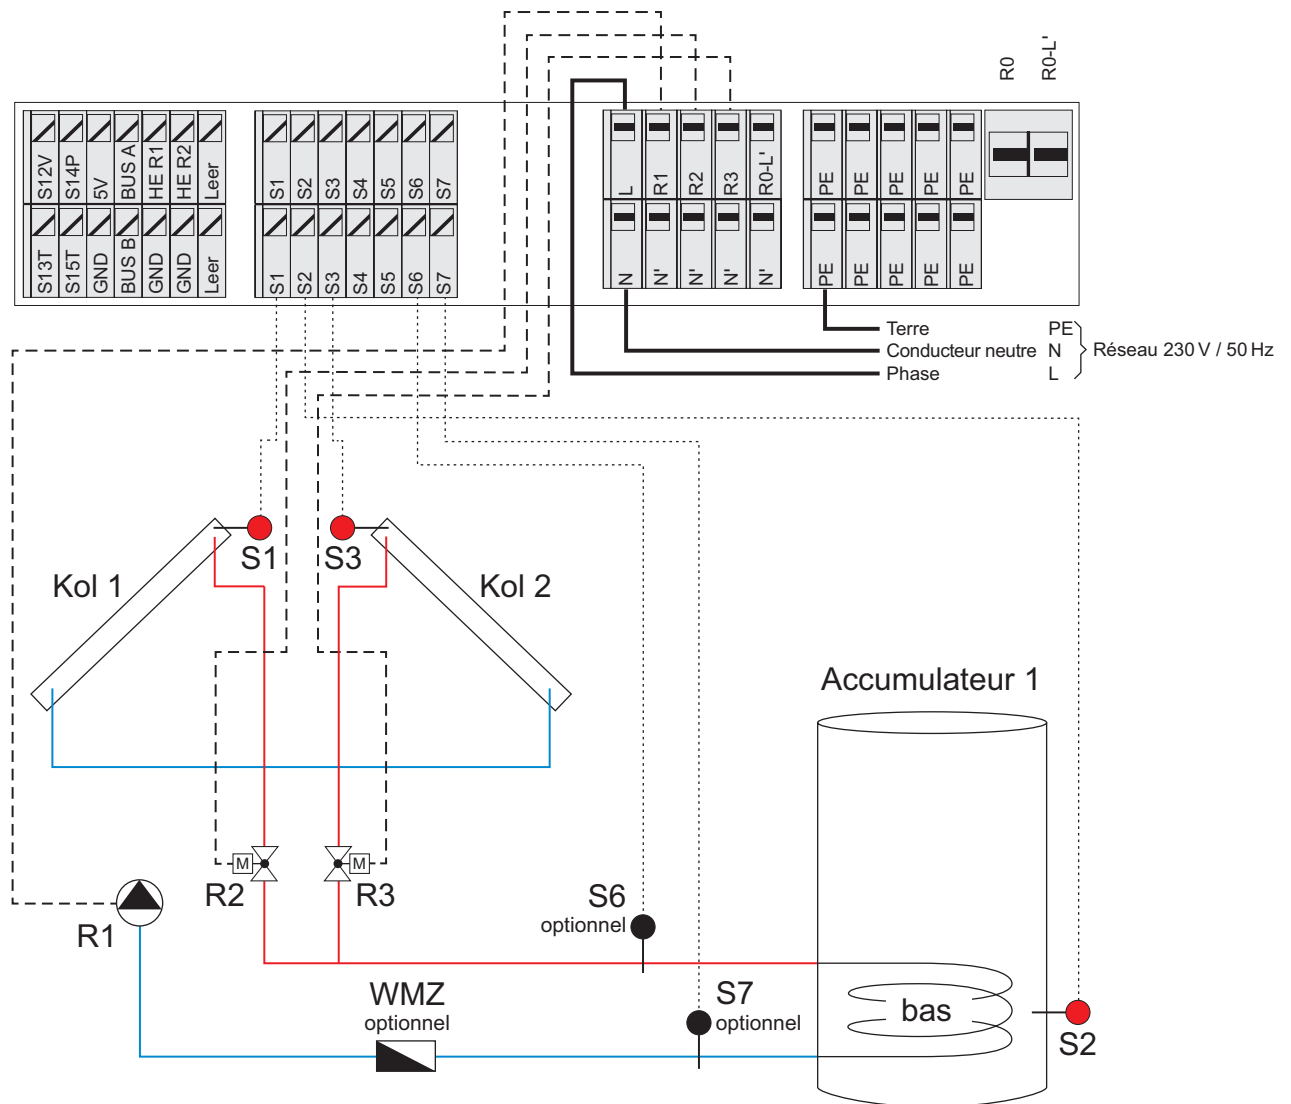 R0 R0-L'
S12V S14P 5V BUS A HE R1 HE R2 Leer
S13T S15T GND BUS B GND GND Leer
S1 S2 S3 S4 S5 S6 S7
S1 S2 S3 S4 S5 S6 S7
L R1 R2 R3 R0-L'
N N' N' N' N'
PE PE PE PE PE
PE PE PE PE PE
Terre PE
Conducteur neutre N
Phase L
Réseau 230 V / 50 Hz
S1 S3
Kol 1 Kol 2
Accumulateur 1
M M
R2 R3
R1
S6
optionnel
WMZ
optionnel
S7
optionnel
bas
S2